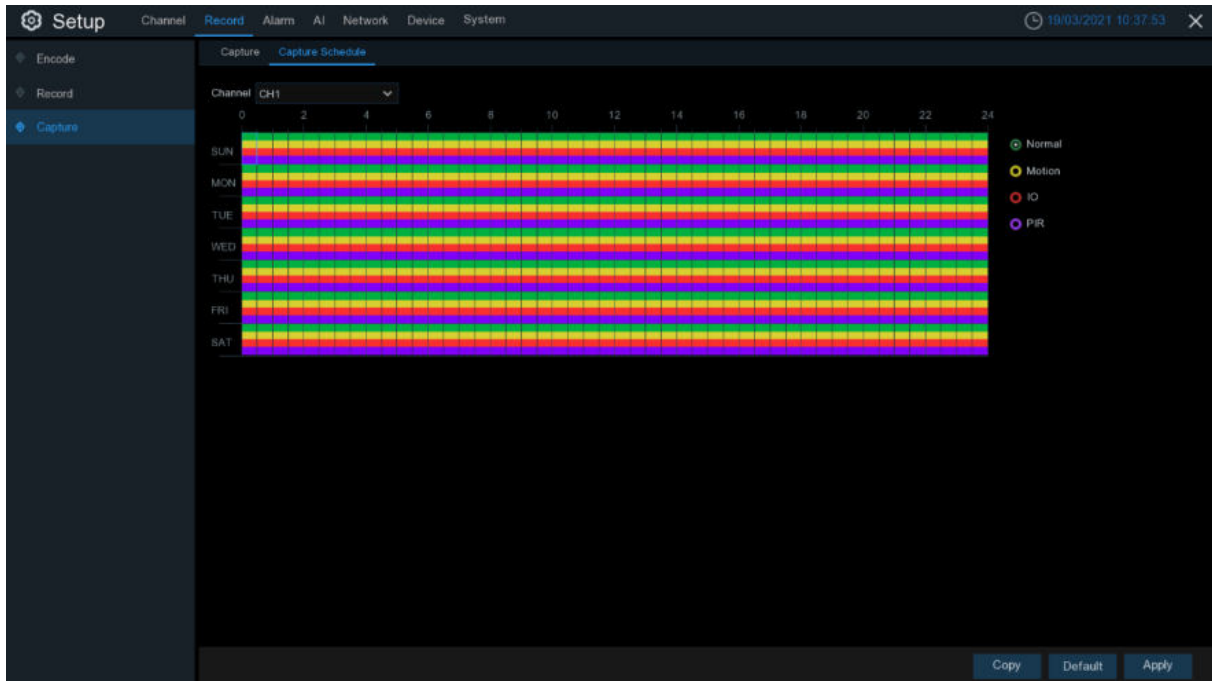 Setup Channel Record Alarm AI Network Device System 19/03/2021 10:37:53
Encode
Record
Capture
Capture Capture Schedule
Channel CH1
0 2 4 6 8 10 12 14 16 18 20 22 24
SUN
MON
TUE
WED
THU
FRI
SAT
Normal
Motion
IO
PIR
Copy Default Apply